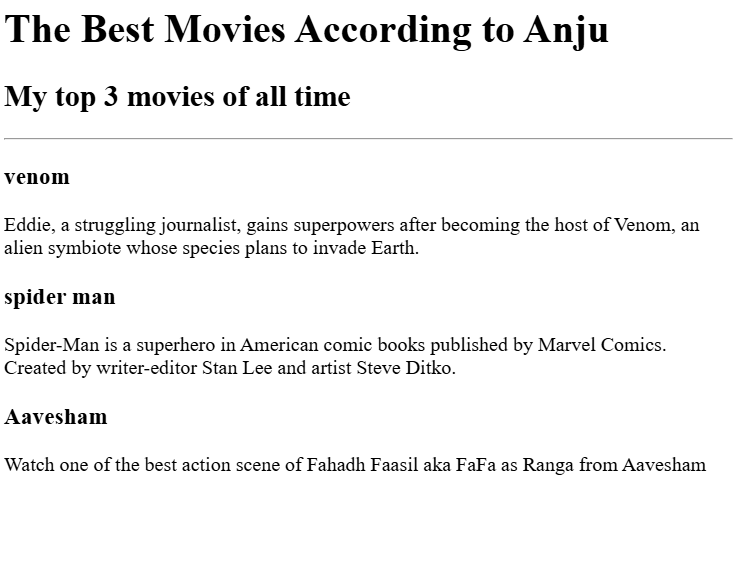 The Best Movies According to Anju
My top 3 movies of all time
venom
Eddie, a struggling journalist, gains superpowers after becoming the host of Venom, an
alien symbiote whose species plans to invade Earth.
spider man
Spider-Man is a superhero in American comic books published by Marvel Comics.
Created by writer-editor Stan Lee and artist Steve Ditko.
Aavesham
Watch one of the best action scene of Fahadh Faasil aka FaFa as Ranga from Aavesham